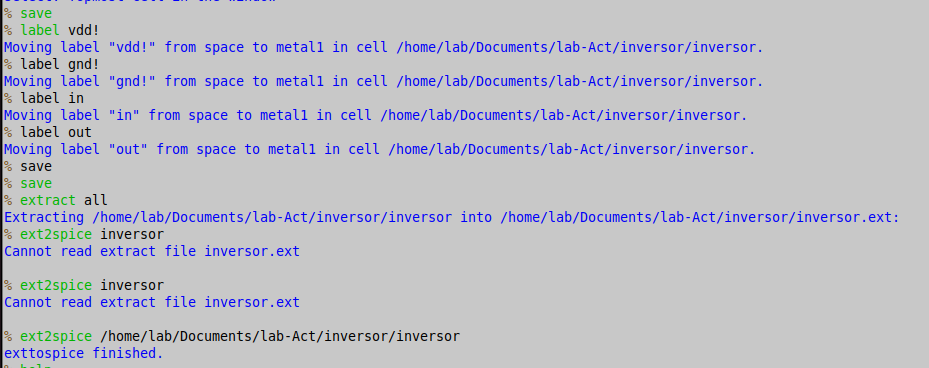 % save
% label vdd!
Moving label "vdd!" from space to metal1 in cell /home/lab/Documents/lab-Act/inversor/inversor.
% label gnd!
Moving label "gnd!" from space to metal1 in cell /home/lab/Documents/lab-Act/inversor/inversor.
% label in
Moving label "in" from space to metal1 in cell /home/lab/Documents/lab-Act/inversor/inversor.
% label out
Moving label "out" from space to metal1 in cell /home/lab/Documents/lab-Act/inversor/inversor.
% save
% save
% extract all
Extracting /home/lab/Documents/lab-Act/inversor/inversor into /home/lab/Documents/lab-Act/inversor/inversor.ext:
% ext2spice inversor
Cannot read extract file inversor.ext
% ext2spice inversor
Cannot read extract file inversor.ext
% ext2spice /home/lab/Documents/lab-Act/inversor/inversor
exttospice finished.